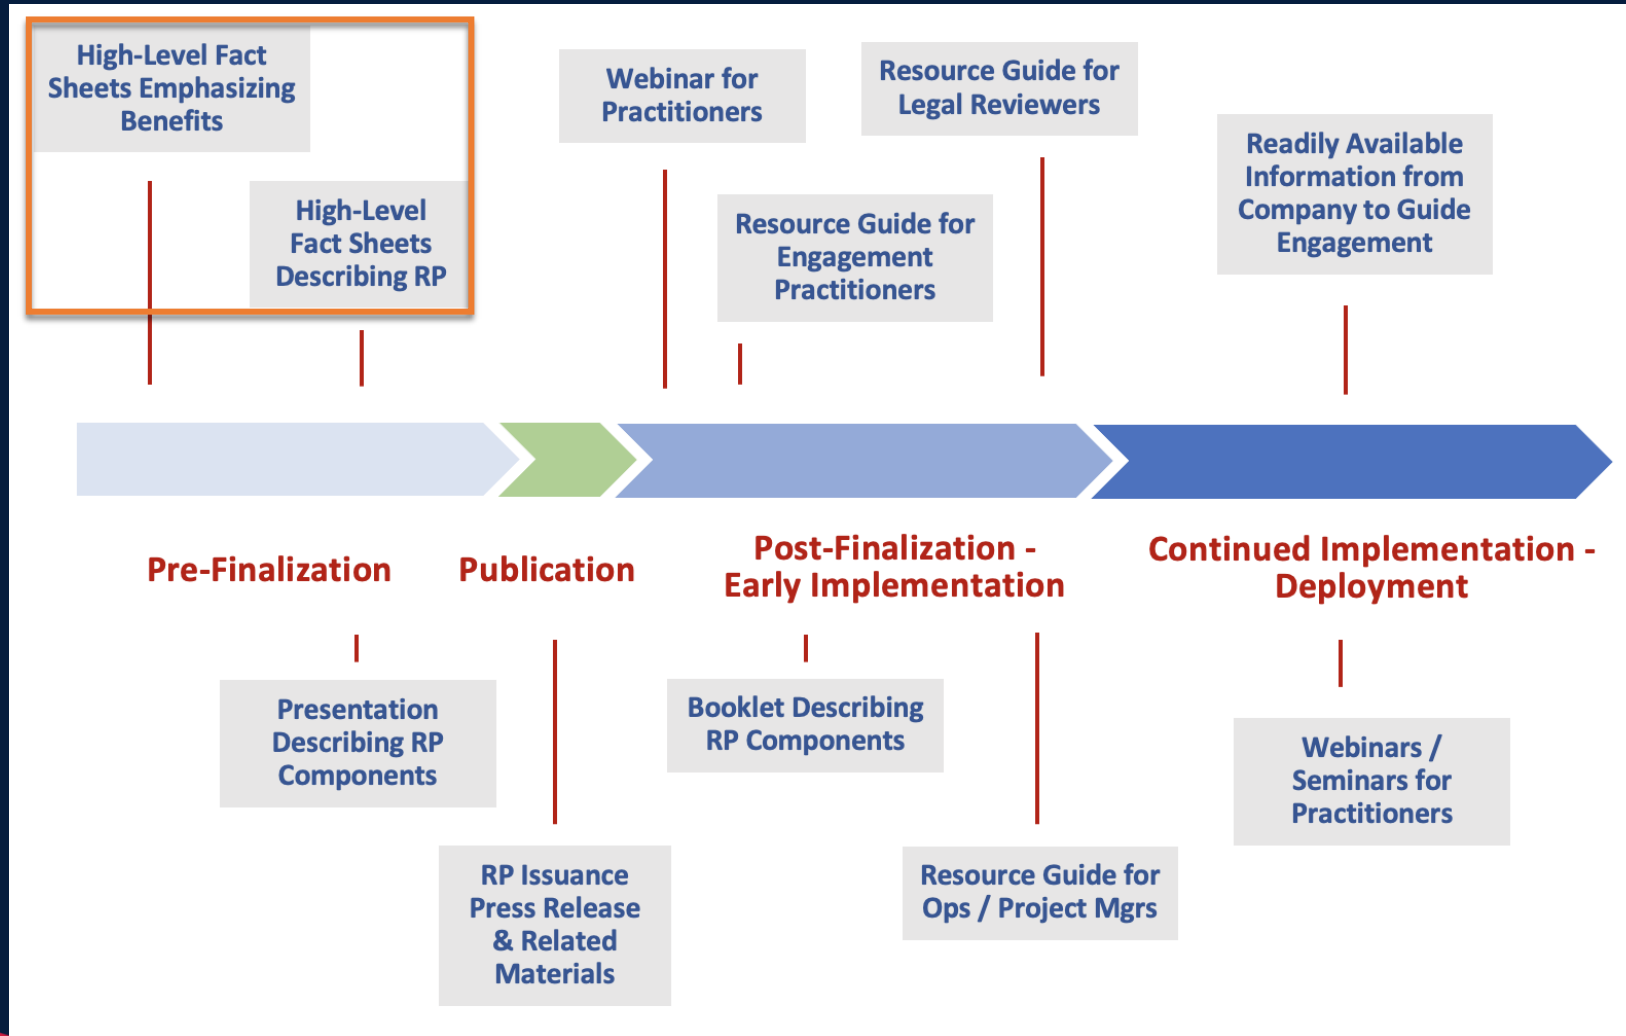 High-Level Fact
Sheets Emphasizing
Benefits
High-Level
Fact Sheets
Describing RP
Webinar for
Practitioners
Resource Guide for
Engagement
Practitioners
Resource Guide for
Legal Reviewers
Readily Available
Information from
Company to Guide
Engagement
Pre-Finalization
Publication
Post-Finalization -
Early Implementation
Continued Implementation -
Deployment
Presentation
Describing RP
Components
RP Issuance
Press Release
& Related
Materials
Booklet Describing
RP Components
Resource Guide for
Ops / Project Mgrs
Webinars /
Seminars for
Practitioners